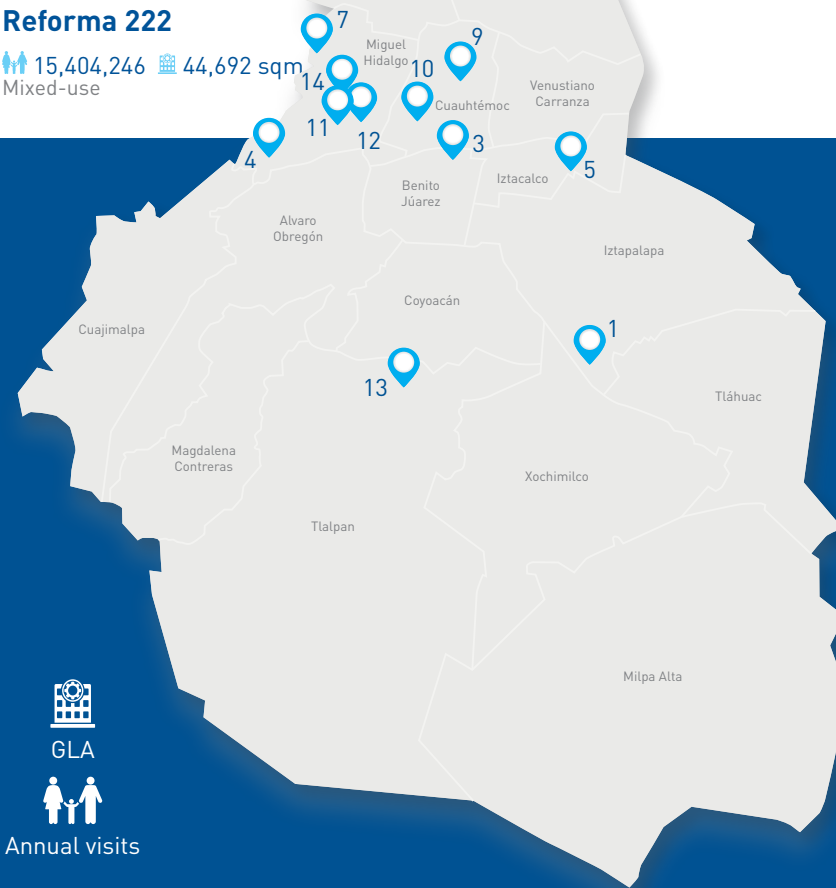 Reforma 222
15,404,246 44,692 sqm
Mixed-use
7
9
Miguel
Hidalgo
10
14
Venustiano
Carranza
Cuauhtémoc
11
12
3
4
5
Iztacalco
Benito
Júarez
Alvaro
Obregón
Iztapalapa
Coyoacán
Cuajimalpa
1
13
Tláhuac
Magdalena
Contreras
Xochimilco
Tlalpan
Milpa Alta
GLA
Annual visits